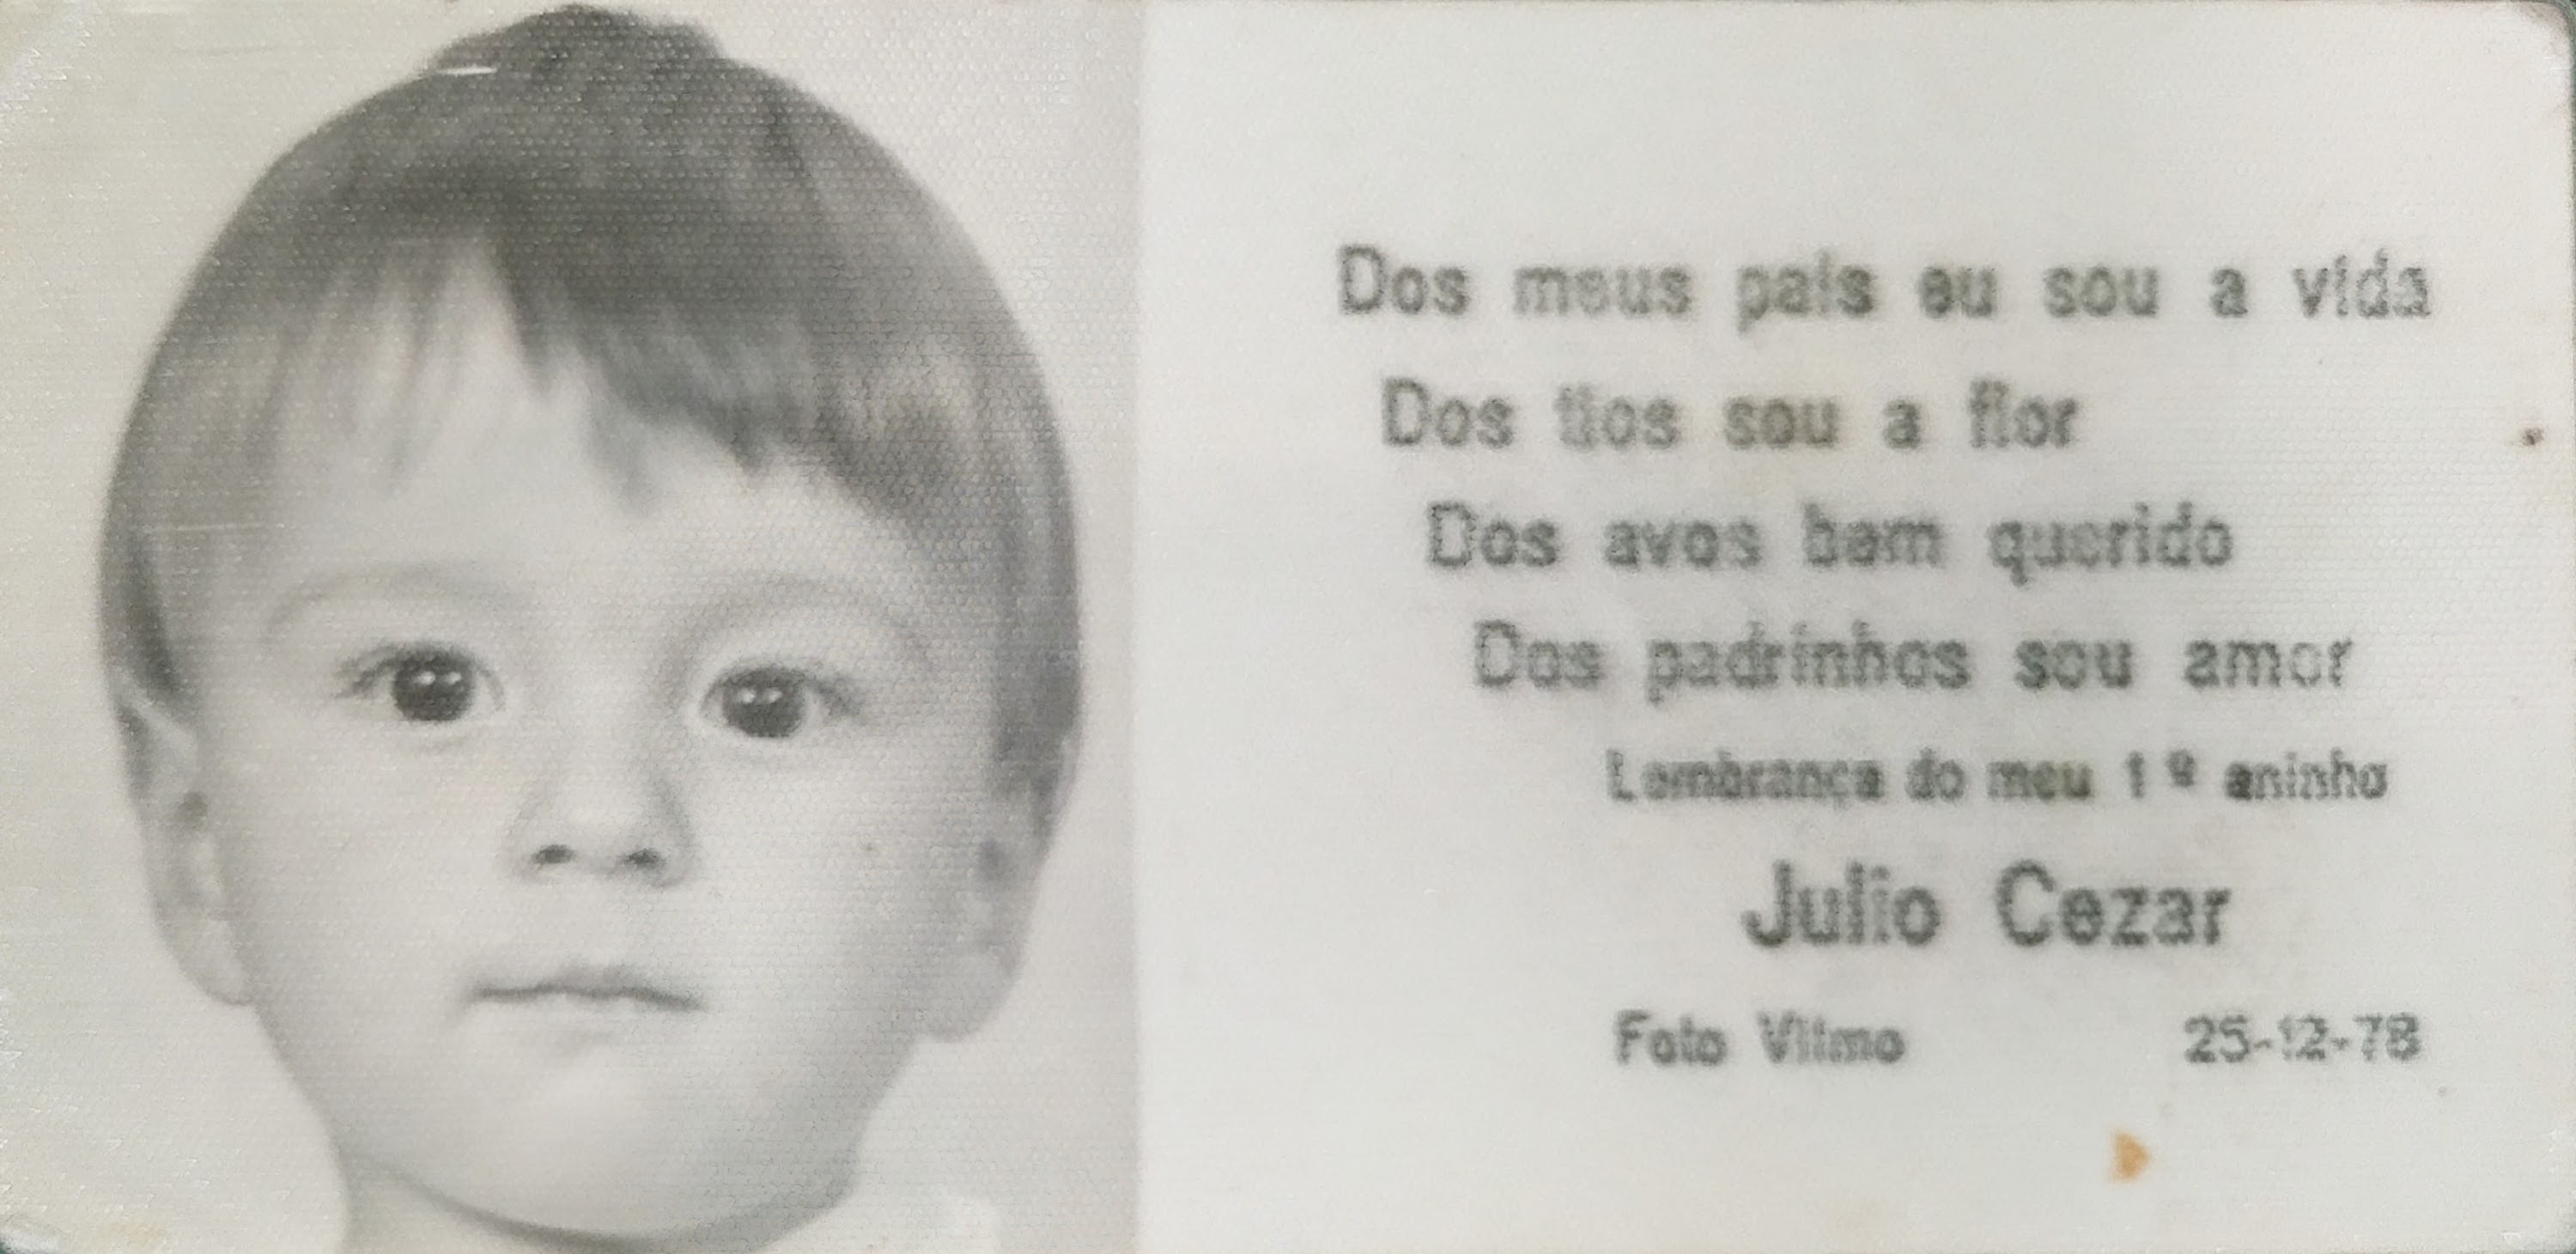 Dos meus pais eu sou a vida
Dos tios sou a flor
Dos avos bem querido
Dos padrinhos sou amor
Lembrança do meu 1º aninho
Julio Cezar
Foto Vilmo 25-12-78